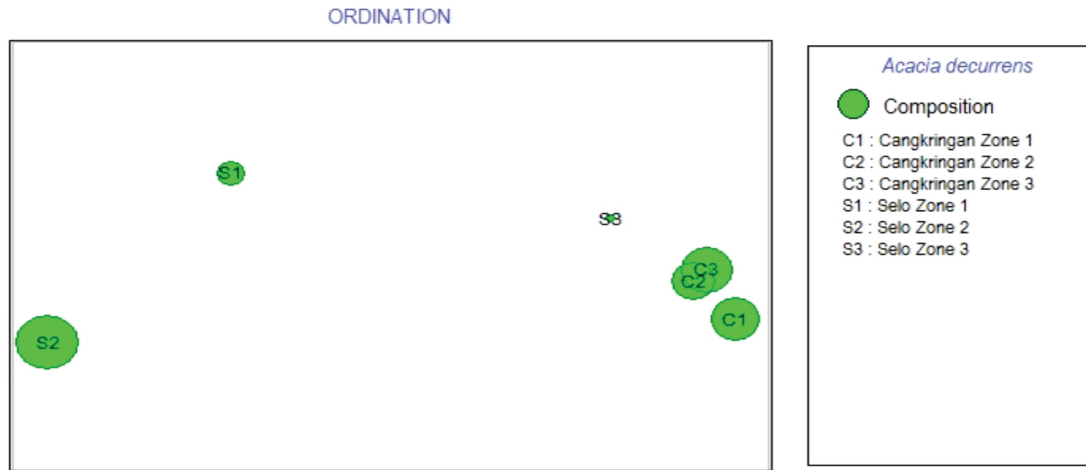 ORDINATION
S1
S3
C3
C2
C1
S2
Acacia decurrens
Composition
C1 : Cangkringan Zone 1
C2 : Cangkringan Zone 2
C3 : Cangkringan Zone 3
S1 : Selo Zone 1
S2 : Selo Zone 2
S3 : Selo Zone 3